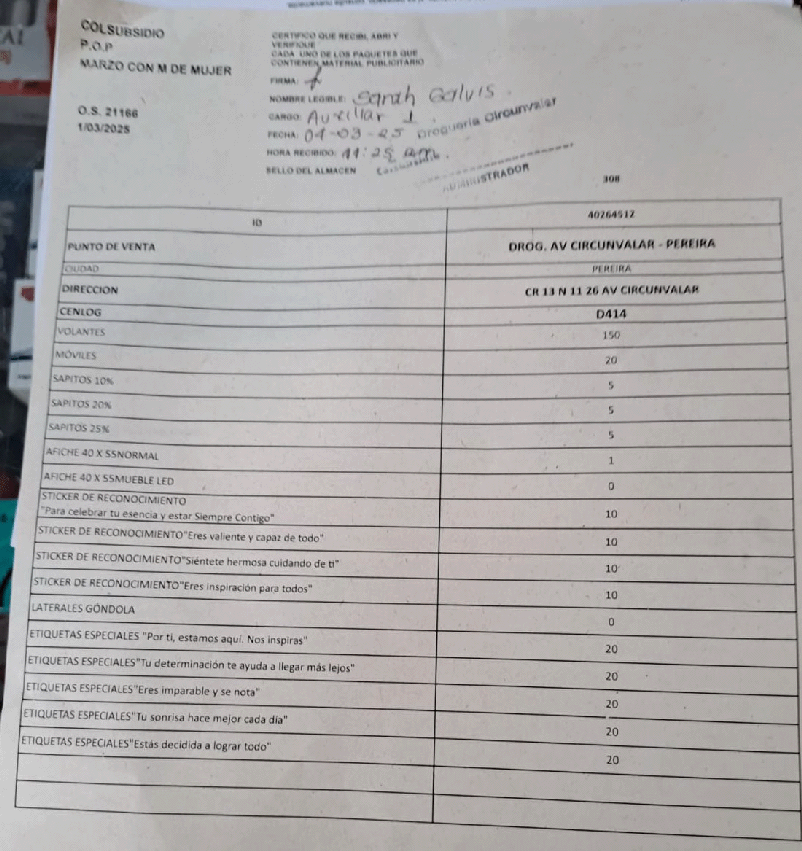 COLSUBSIDIO
P.O.P
MARZO CON M DE MUJER
O.S. 21166
1/03/2025
CERTIFICO QUE RECIBI, ABRI Y
VERIFIQUE
CADA UNO DE LOS PAQUETES QUE
CONTIENEN MATERIAL PUBLICITARIO
FIRMA:
NOMBRE LEGIBLE: Sarah Galvis.
CARGO: Auxiliar 1
FECHA: 01-03-25 Droguería Circunvalar
HORA RECIBIDO: 11:25 am.
SELLO DEL ALMACEN
ADMINISTRADOR
308
ID 40264512
PUNTO DE VENTA DROG. AV CIRCUNVALAR - PEREIRA
CIUDAD PEREIRA
DIRECCION CR 13 N 11 26 AV CIRCUNVALAR
CENLOG D414
VOLANTES 150
MÓVILES 20
SAPITOS 10% 5
SAPITOS 20% 5
SAPITOS 25% 5
AFICHE 40 X 55NORMAL 1
AFICHE 40 X 55MUEBLE LED 0
STICKER DE RECONOCIMIENTO
"Para celebrar tu esencia y estar Siempre Contigo" 10
STICKER DE RECONOCIMIENTO"Eres valiente y capaz de todo" 10
STICKER DE RECONOCIMIENTO"Siéntete hermosa cuidando de ti" 10
STICKER DE RECONOCIMIENTO"Eres inspiración para todos" 10
LATERALES GÓNDOLA 0
ETIQUETAS ESPECIALES "Por ti, estamos aquí. Nos inspiras" 20
ETIQUETAS ESPECIALES"Tu determinación te ayuda a llegar más lejos" 20
ETIQUETAS ESPECIALES"Eres imparable y se nota" 20
ETIQUETAS ESPECIALES"Tu sonrisa hace mejor cada día" 20
ETIQUETAS ESPECIALES"Estás decidida a lograr todo" 20